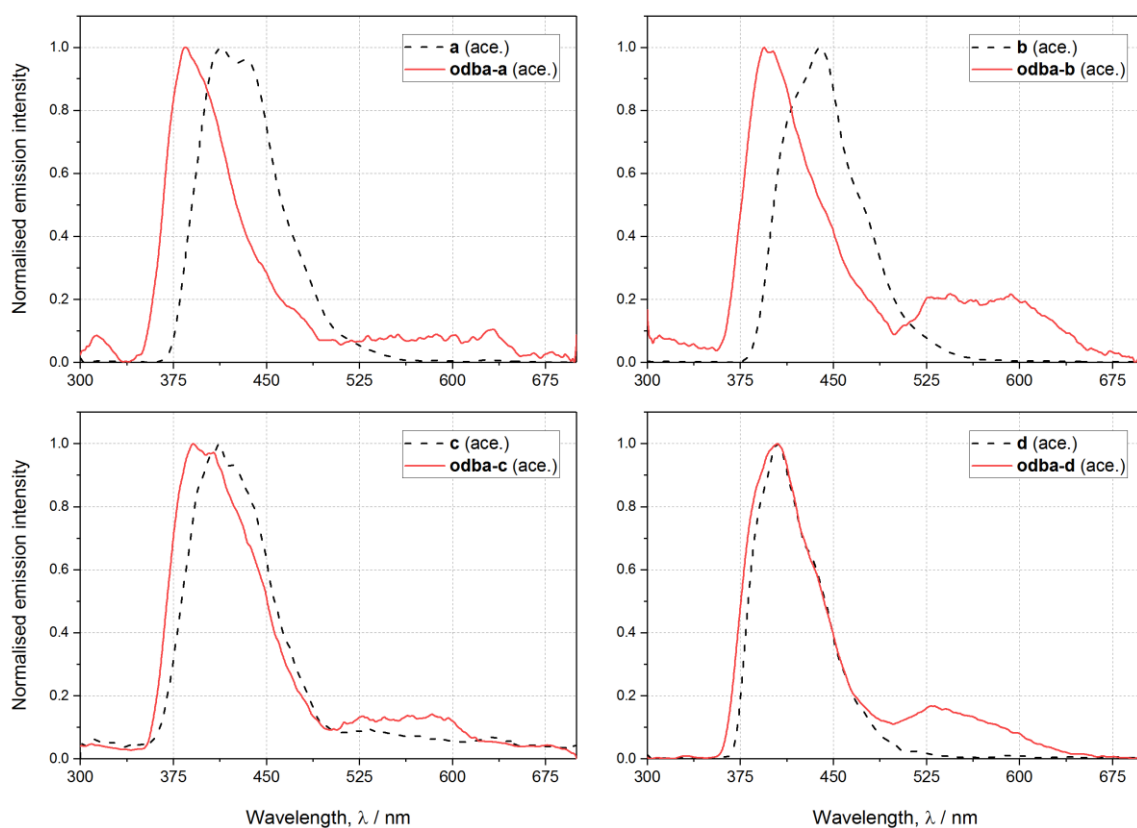 a (ace.)
odba-a (ace.)
b (ace.)
odba-b (ace.)
Normalised emission intensity
1.0
0.8
0.6
0.4
0.2
0.0
300 375 450 525 600 675
1.0
0.8
0.6
0.4
0.2
0.0
300 375 450 525 600 675
c (ace.)
odba-c (ace.)
d (ace.)
odba-d (ace.)
Normalised emission intensity
1.0
0.8
0.6
0.4
0.2
0.0
300 375 450 525 600 675
1.0
0.8
0.6
0.4
0.2
0.0
300 375 450 525 600 675
Wavelength, λ / nm
Wavelength, λ / nm